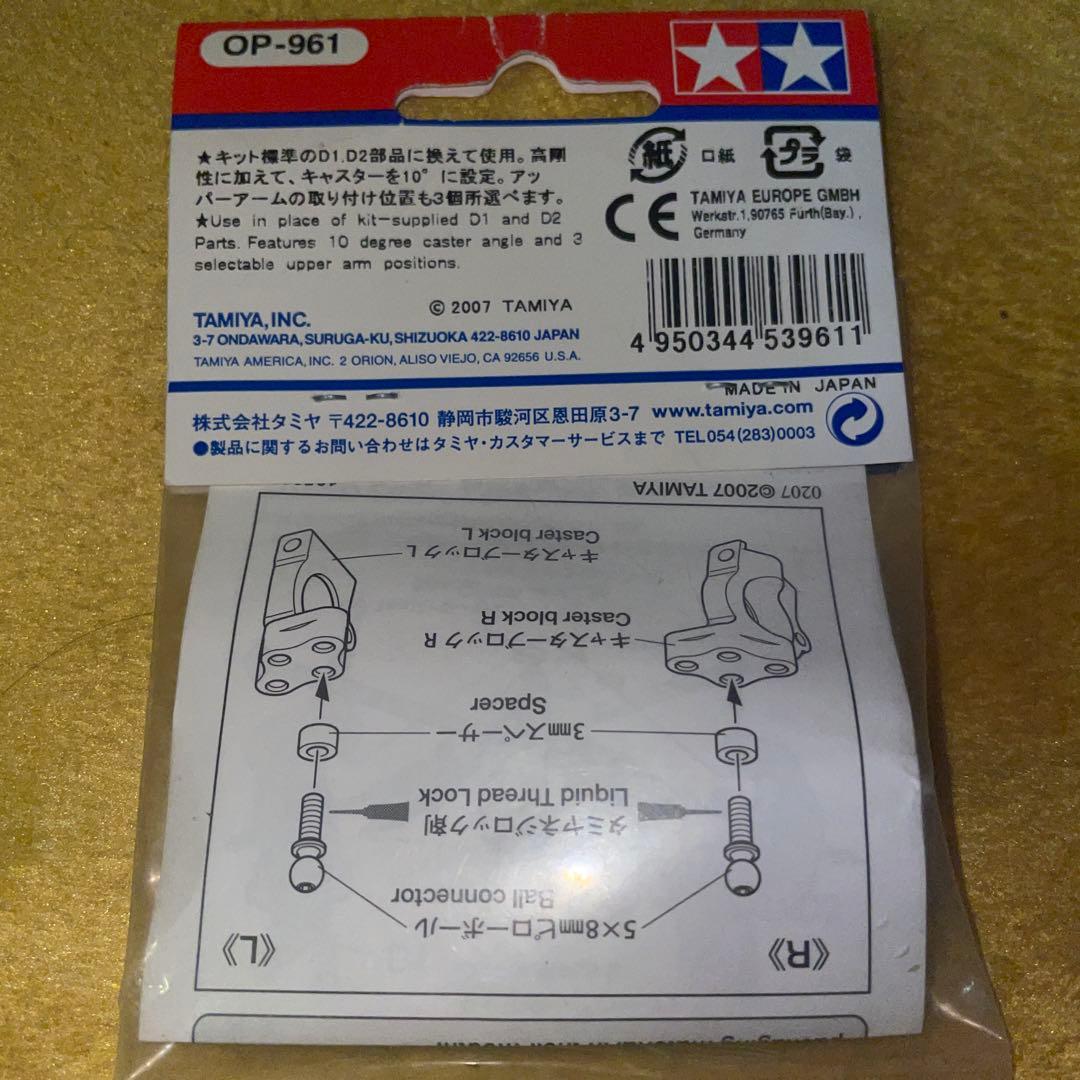 OP-961
★キット標準のD1.D2部品に換えて使用。高剛
性に加えて、キャスターを10°に設定。アッ
パーアームの取り付け位置も3個所選べます。
★Use in place of kit-supplied D1 and D2
Parts. Features 10 degree caster angle and 3
selectable upper arm positions.
© 2007 TAMIYA
紙 口紙 プラ 袋
CE
TAMIYA EUROPE GMBH
Werkstr.1,90765 Fürth(Bay.),
Germany
4 950344 539611
TAMIYA, INC.
3-7 ONDAWARA, SURUGA-KU, SHIZUOKA 422-8610 JAPAN
TAMIYA AMERICA, INC. 2 ORION, ALISO VIEJO, CA 92656 U.S.A.
MADE IN JAPAN
株式会社タミヤ 〒422-8610 静岡市駿河区恩田原3-7 www.tamiya.com
●製品に関するお問い合わせはタミヤ・カスタマーサービスまで TEL054(283)0003
0207 ©2007 TAMIYA
キャスターブロックL
Caster block L
キャスターブロックR
Caster block R
3mmスペーサー
Spacer
タミヤネジロック剤
Liquid Thread Lock
5×8mmピローボール
Ball connector
《R》
《L》